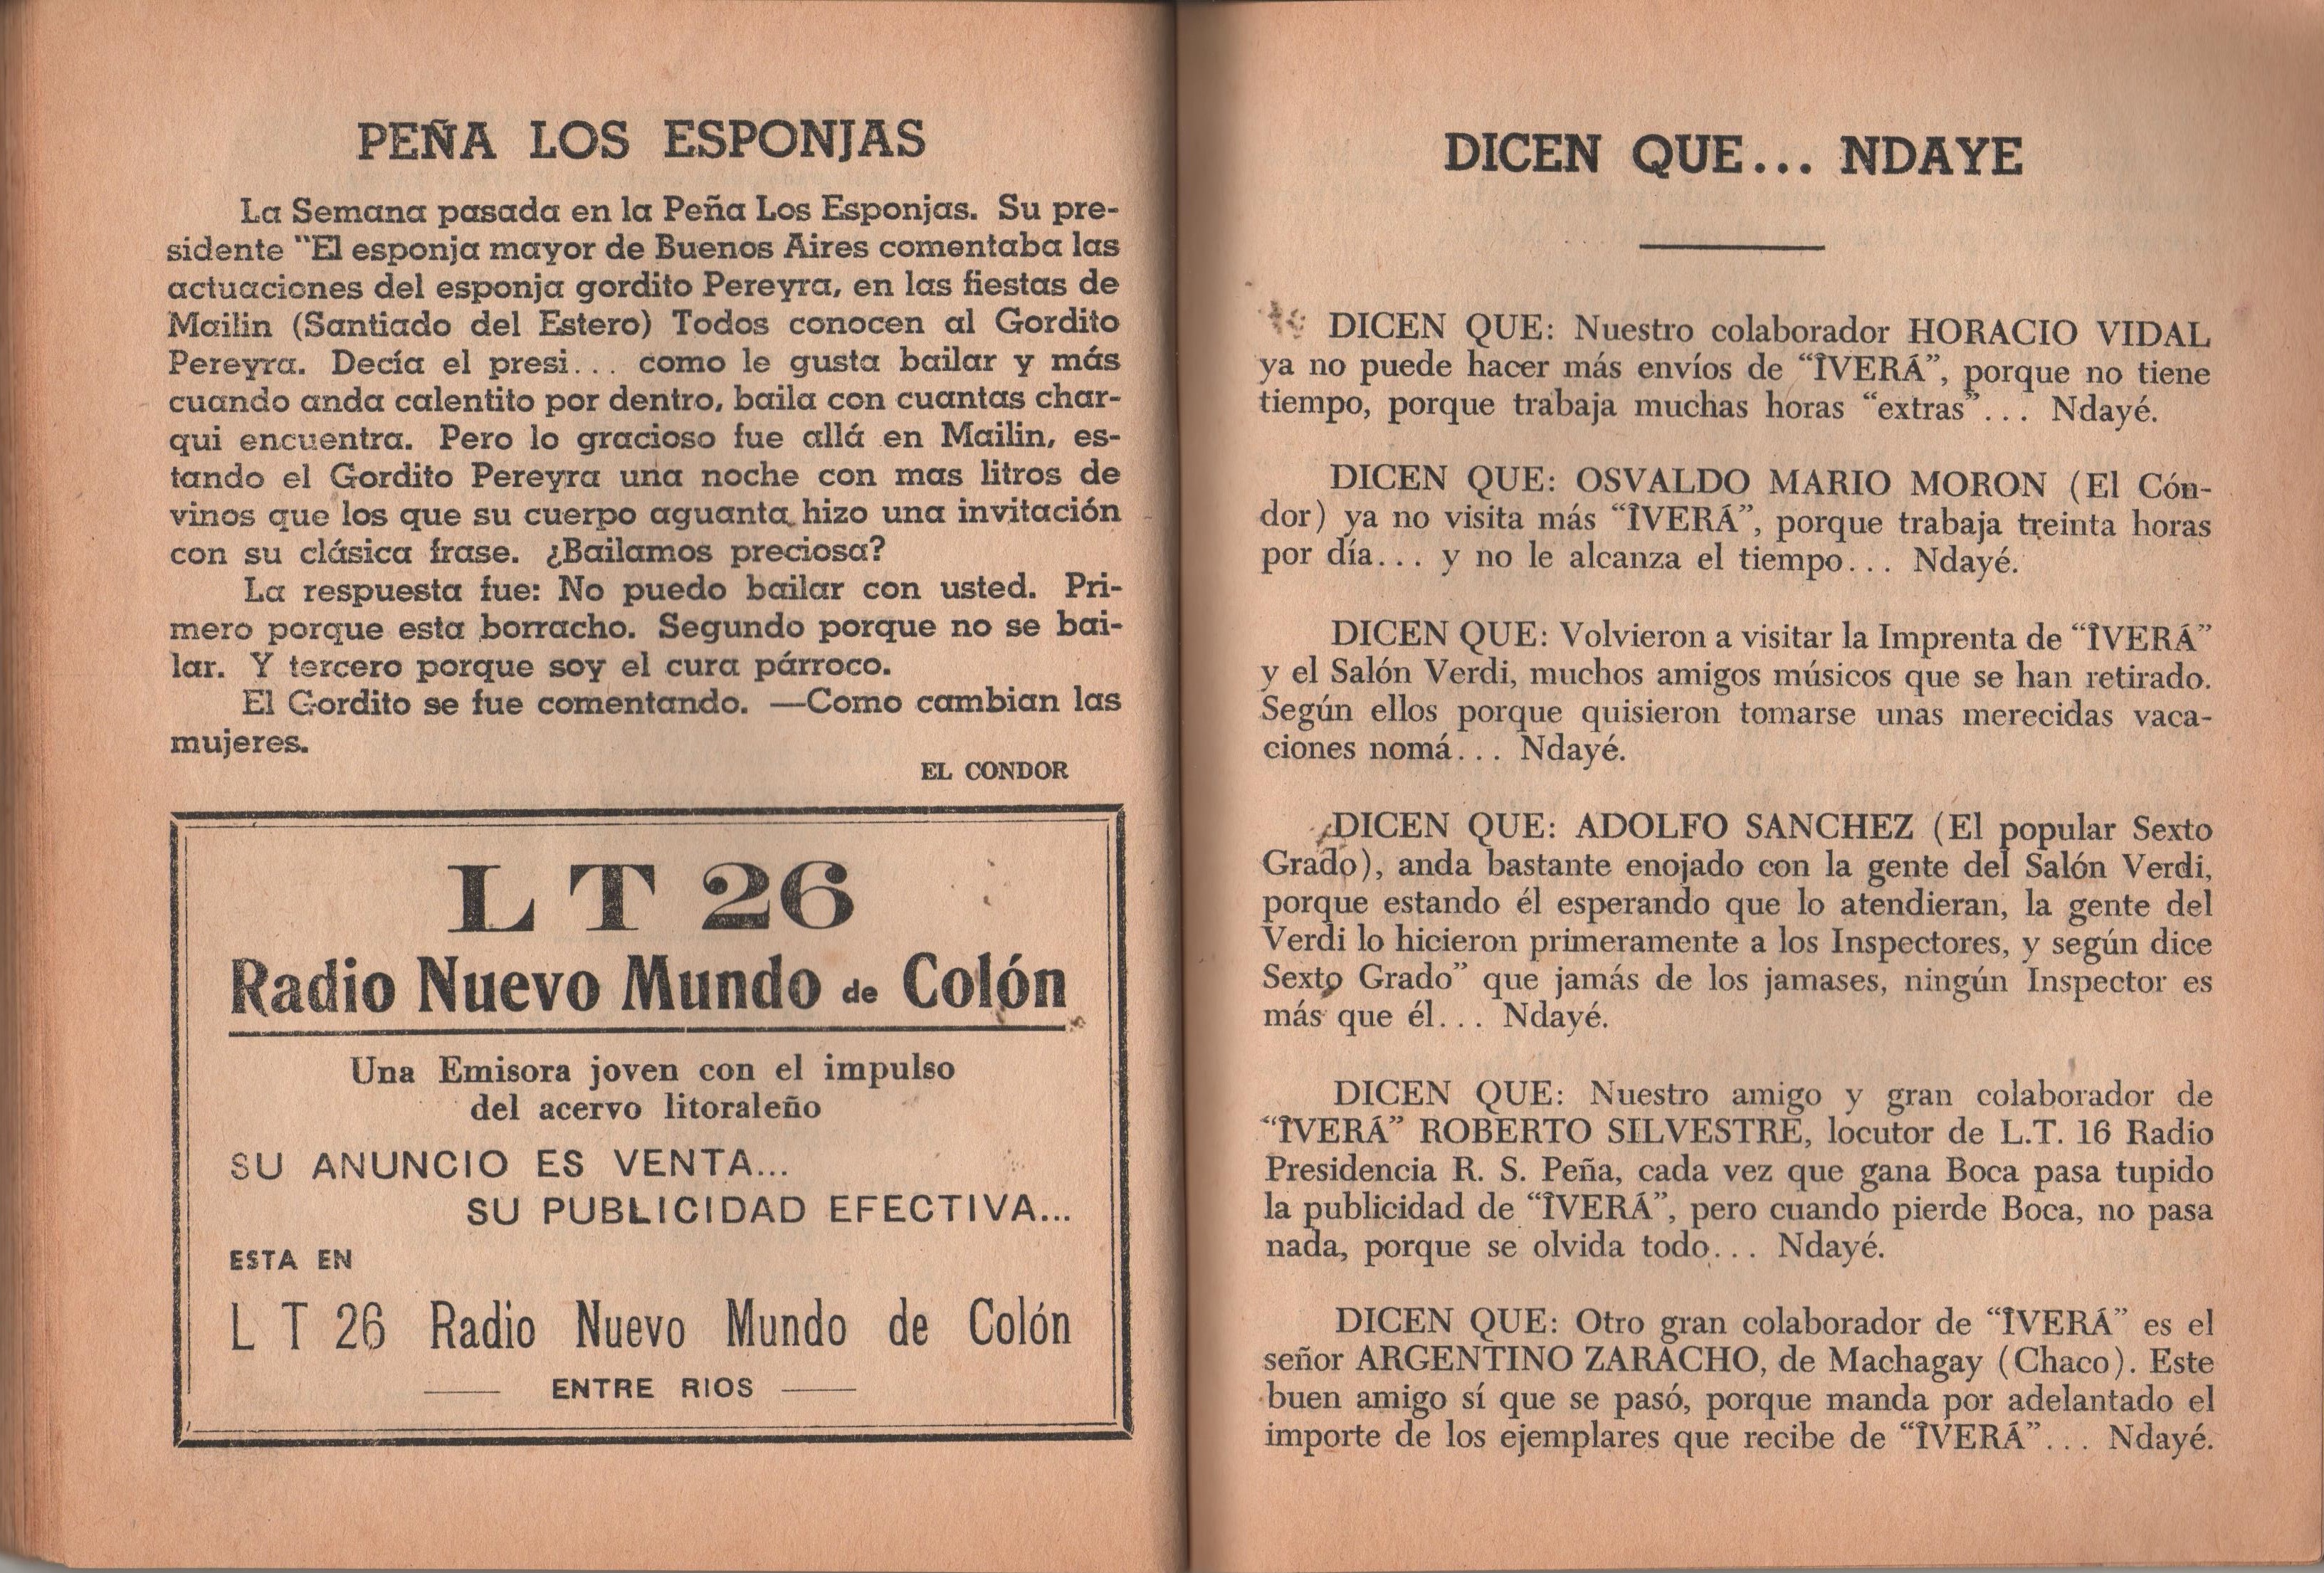 PEÑA LOS ESPONJAS
La Semana pasada en la Peña Los Esponjas. Su pre-
sidente "El esponja mayor de Buenos Aires comentaba las
actuaciones del esponja gordito Pereyra, en las fiestas de
Mailin (Santiado del Estero) Todos conocen al Gordito
Pereyra. Decía el presi... como le gusta bailar y más
cuando anda calentito por dentro, baila con cuantas char-
qui encuentra. Pero lo gracioso fue allá en Mailin, es-
tando el Gordito Pereyra una noche con mas litros de
vinos que los que su cuerpo aguanta hizo una invitación
con su clásica frase. ¿Bailamos preciosa?
La respuesta fue: No puedo bailar con usted. Pri-
mero porque esta borracho. Segundo porque no se bai-
lar. Y tercero porque soy el cura párroco.
El Gordito se fue comentando. —Como cambian las
mujeres.
EL CONDOR
LT 26
Radio Nuevo Mundo de Colón
Una Emisora joven con el impulso
del acervo litoraleño
SU ANUNCIO ES VENTA...
SU PUBLICIDAD EFECTIVA...
ESTA EN
L T 26 Radio Nuevo Mundo de Colón
ENTRE RIOS
DICEN QUE... NDAYE
DICEN QUE: Nuestro colaborador HORACIO VIDAL
ya no puede hacer más envíos de “ÎVERÁ”, porque no tiene
tiempo, porque trabaja muchas horas “extras”... Ndayé.
DICEN QUE: OSVALDO MARIO MORON (El Cón-
dor) ya no visita más “ÎVERÁ”, porque trabaja treinta horas
por día... y no le alcanza el tiempo... Ndayé.
DICEN QUE: Volvieron a visitar la Imprenta de “ÎVERÁ”
y el Salón Verdi, muchos amigos músicos que se han retirado.
Según ellos porque quisieron tomarse unas merecidas vaca-
ciones nomá... Ndayé.
DICEN QUE: ADOLFO SANCHEZ (El popular Sexto
Grado), anda bastante enojado con la gente del Salón Verdi,
porque estando él esperando que lo atendieran, la gente del
Verdi lo hicieron primeramente a los Inspectores, y según dice
Sexto Grado” que jamás de los jamases, ningún Inspector es
más que él... Ndayé.
DICEN QUE: Nuestro amigo y gran colaborador de
“ÎVERÁ” ROBERTO SILVESTRE, locutor de L.T. 16 Radio
Presidencia R. S. Peña, cada vez que gana Boca pasa tupido
la publicidad de “ÎVERÁ”, pero cuando pierde Boca, no pasa
nada, porque se olvida todo... Ndayé.
DICEN QUE: Otro gran colaborador de “ÎVERÁ” es el
señor ARGENTINO ZARACHO, de Machagay (Chaco). Este
buen amigo sí que se pasó, porque manda por adelantado el
importe de los ejemplares que recibe de “ÎVERÁ”... Ndayé.